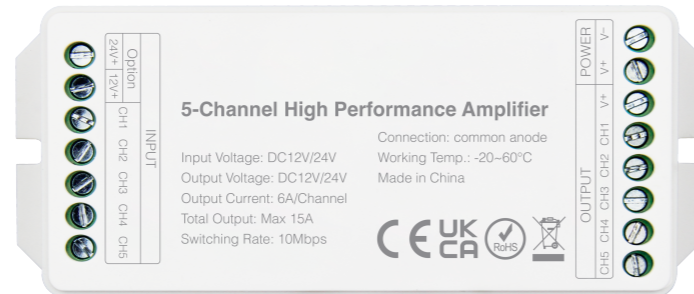 Option
24V+
12V+
CH1
CH2
CH3
CH4
CH5
INPUT
5-Channel High Performance Amplifier
Input Voltage: DC12V/24V
Output Voltage: DC12V/24V
Output Current: 6A/Channel
Total Output: Max 15A
Switching Rate: 10Mbps
Connection: common anode
Working Temp.: -20~60°C
Made in China
CE
UK
CA
RoHS
POWER
V-
V+
OUTPUT
V+
CH1
CH2
CH3
CH4
CH5